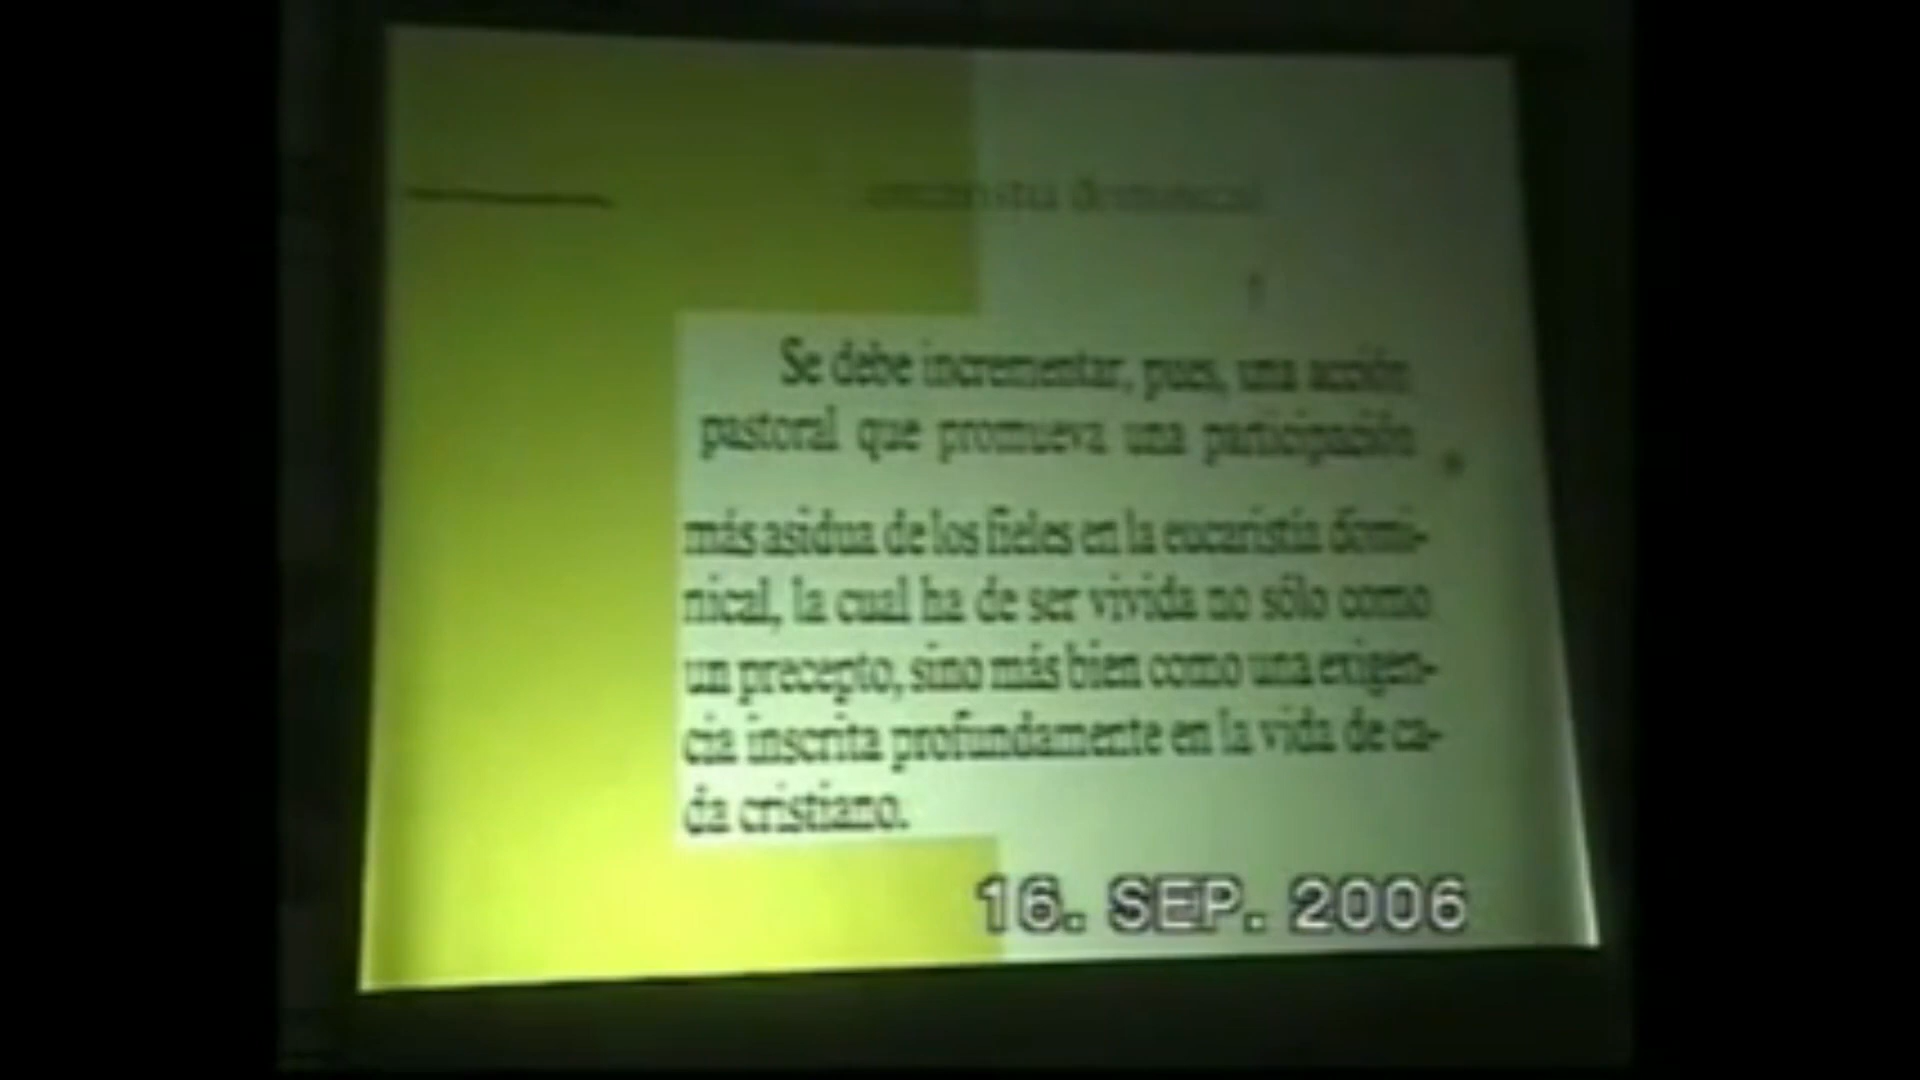 eucaristía dominical
Se debe incrementar, pues, una acción
pastoral que promueva una participación
más asidua de los fieles en la eucaristía domi-
nical, la cual ha de ser vivida no sólo como
un precepto, sino más bien como una exigen-
cia inscrita profundamente en la vida de ca-
da cristiano.
16. SEP. 2006